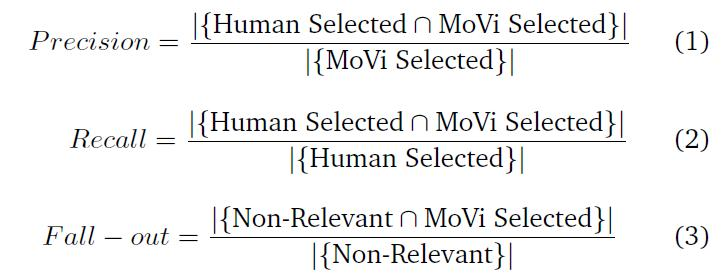 Precision = |{Human Selected ∩ MoVi Selected}| / |{MoVi Selected}| (1)
Recall = |{Human Selected ∩ MoVi Selected}| / |{Human Selected}| (2)
Fall − out = |{Non-Relevant ∩ MoVi Selected}| / |{Non-Relevant}| (3)